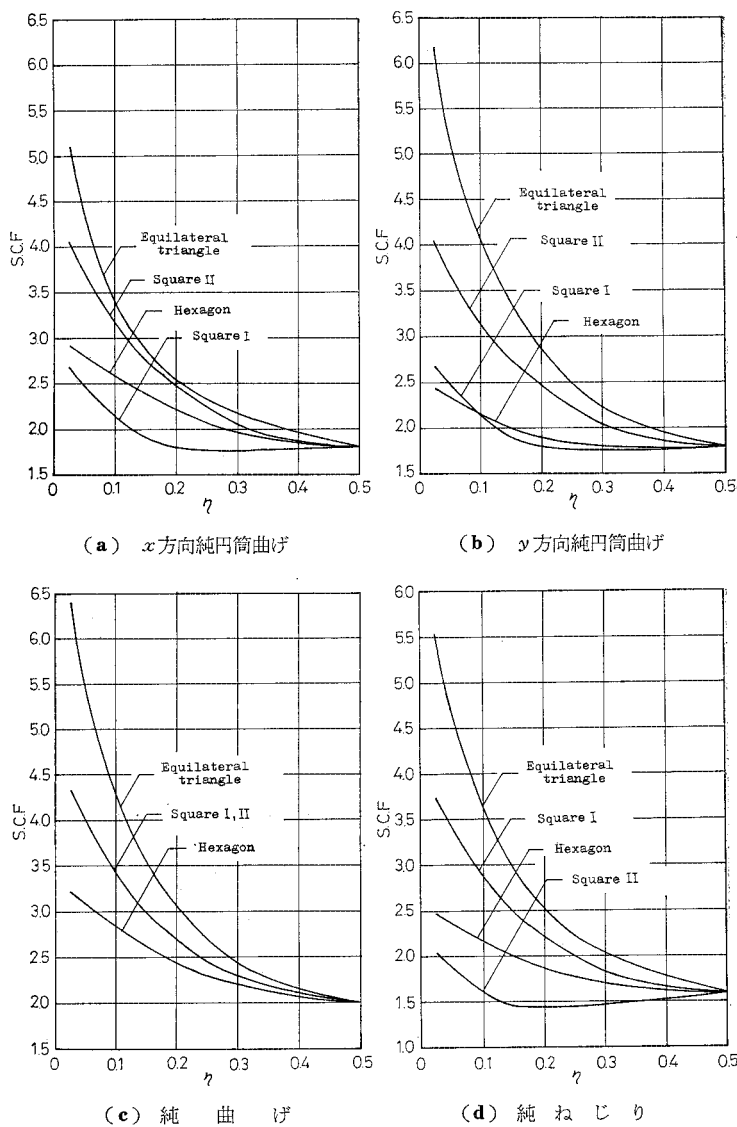 6.5
6.0
5.5
5.0
4.5
4.0
3.5
3.0
2.5
2.0
1.5
S.C.F
Equilateral
triangle
Square II
Hexagon
Square I
0
0.1
0.2
0.3
0.4
0.5
η
(a) x方向純円筒曲げ
6.5
6.0
5.5
5.0
4.5
4.0
3.5
3.0
2.5
2.0
1.5
S.C.F
Equilateral
triangle
Square II
Square I
Hexagon
0
0.1
0.2
0.3
0.4
0.5
η
(b) y方向純円筒曲げ
6.5
6.0
5.5
5.0
4.5
4.0
3.5
3.0
2.5
2.0
1.5
S.C.F
Equilateral
triangle
Square I,II
Hexagon
0
0.1
0.2
0.3
0.4
0.5
η
(c) 純曲げ
6.0
5.5
5.0
4.5
4.0
3.5
3.0
2.5
2.0
1.5
1.0
S.C.F
Equilateral
triangle
Square I
Hexagon
Square II
0
0.1
0.2
0.3
0.4
0.5
η
(d) 純ねじり